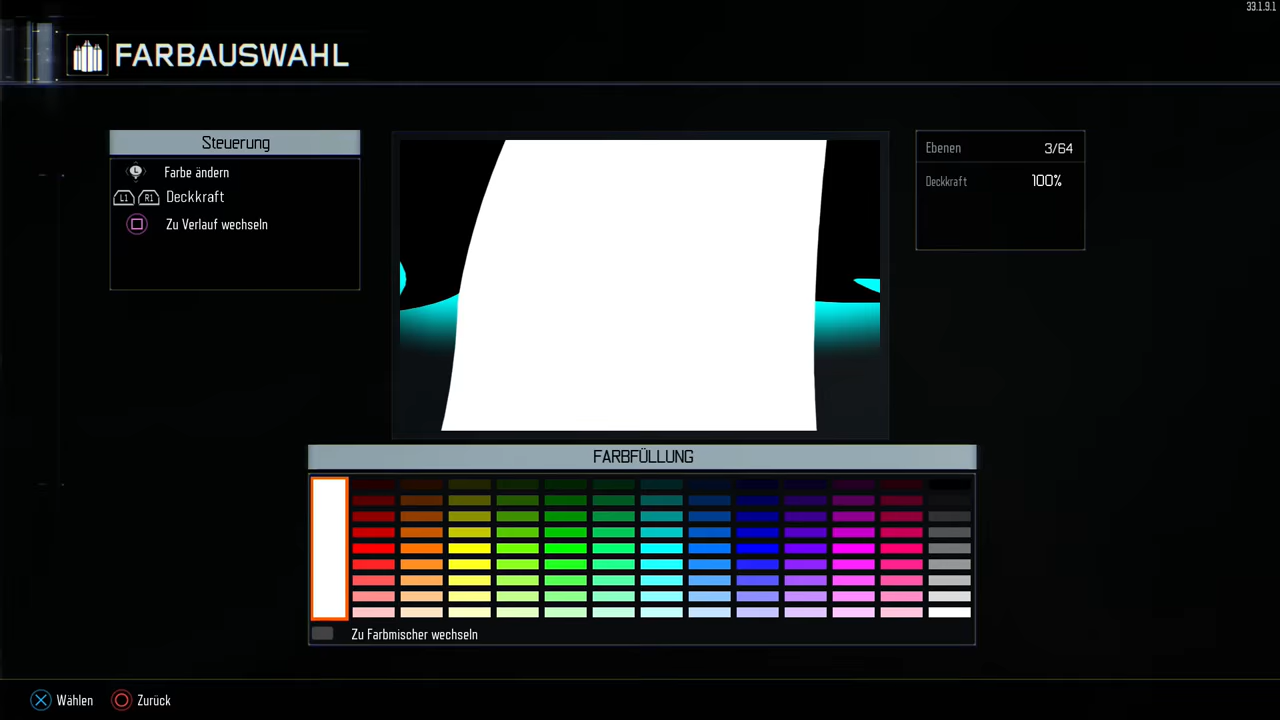 33.1.9.1
FARBAUSWAHL
Steuerung
L Farbe ändern
L1 R1 Deckkraft
Zu Verlauf wechseln
Ebenen 3/64
Deckkraft 100%
FARBFÜLLUNG
Zu Farbmischer wechseln
Wählen Zurück